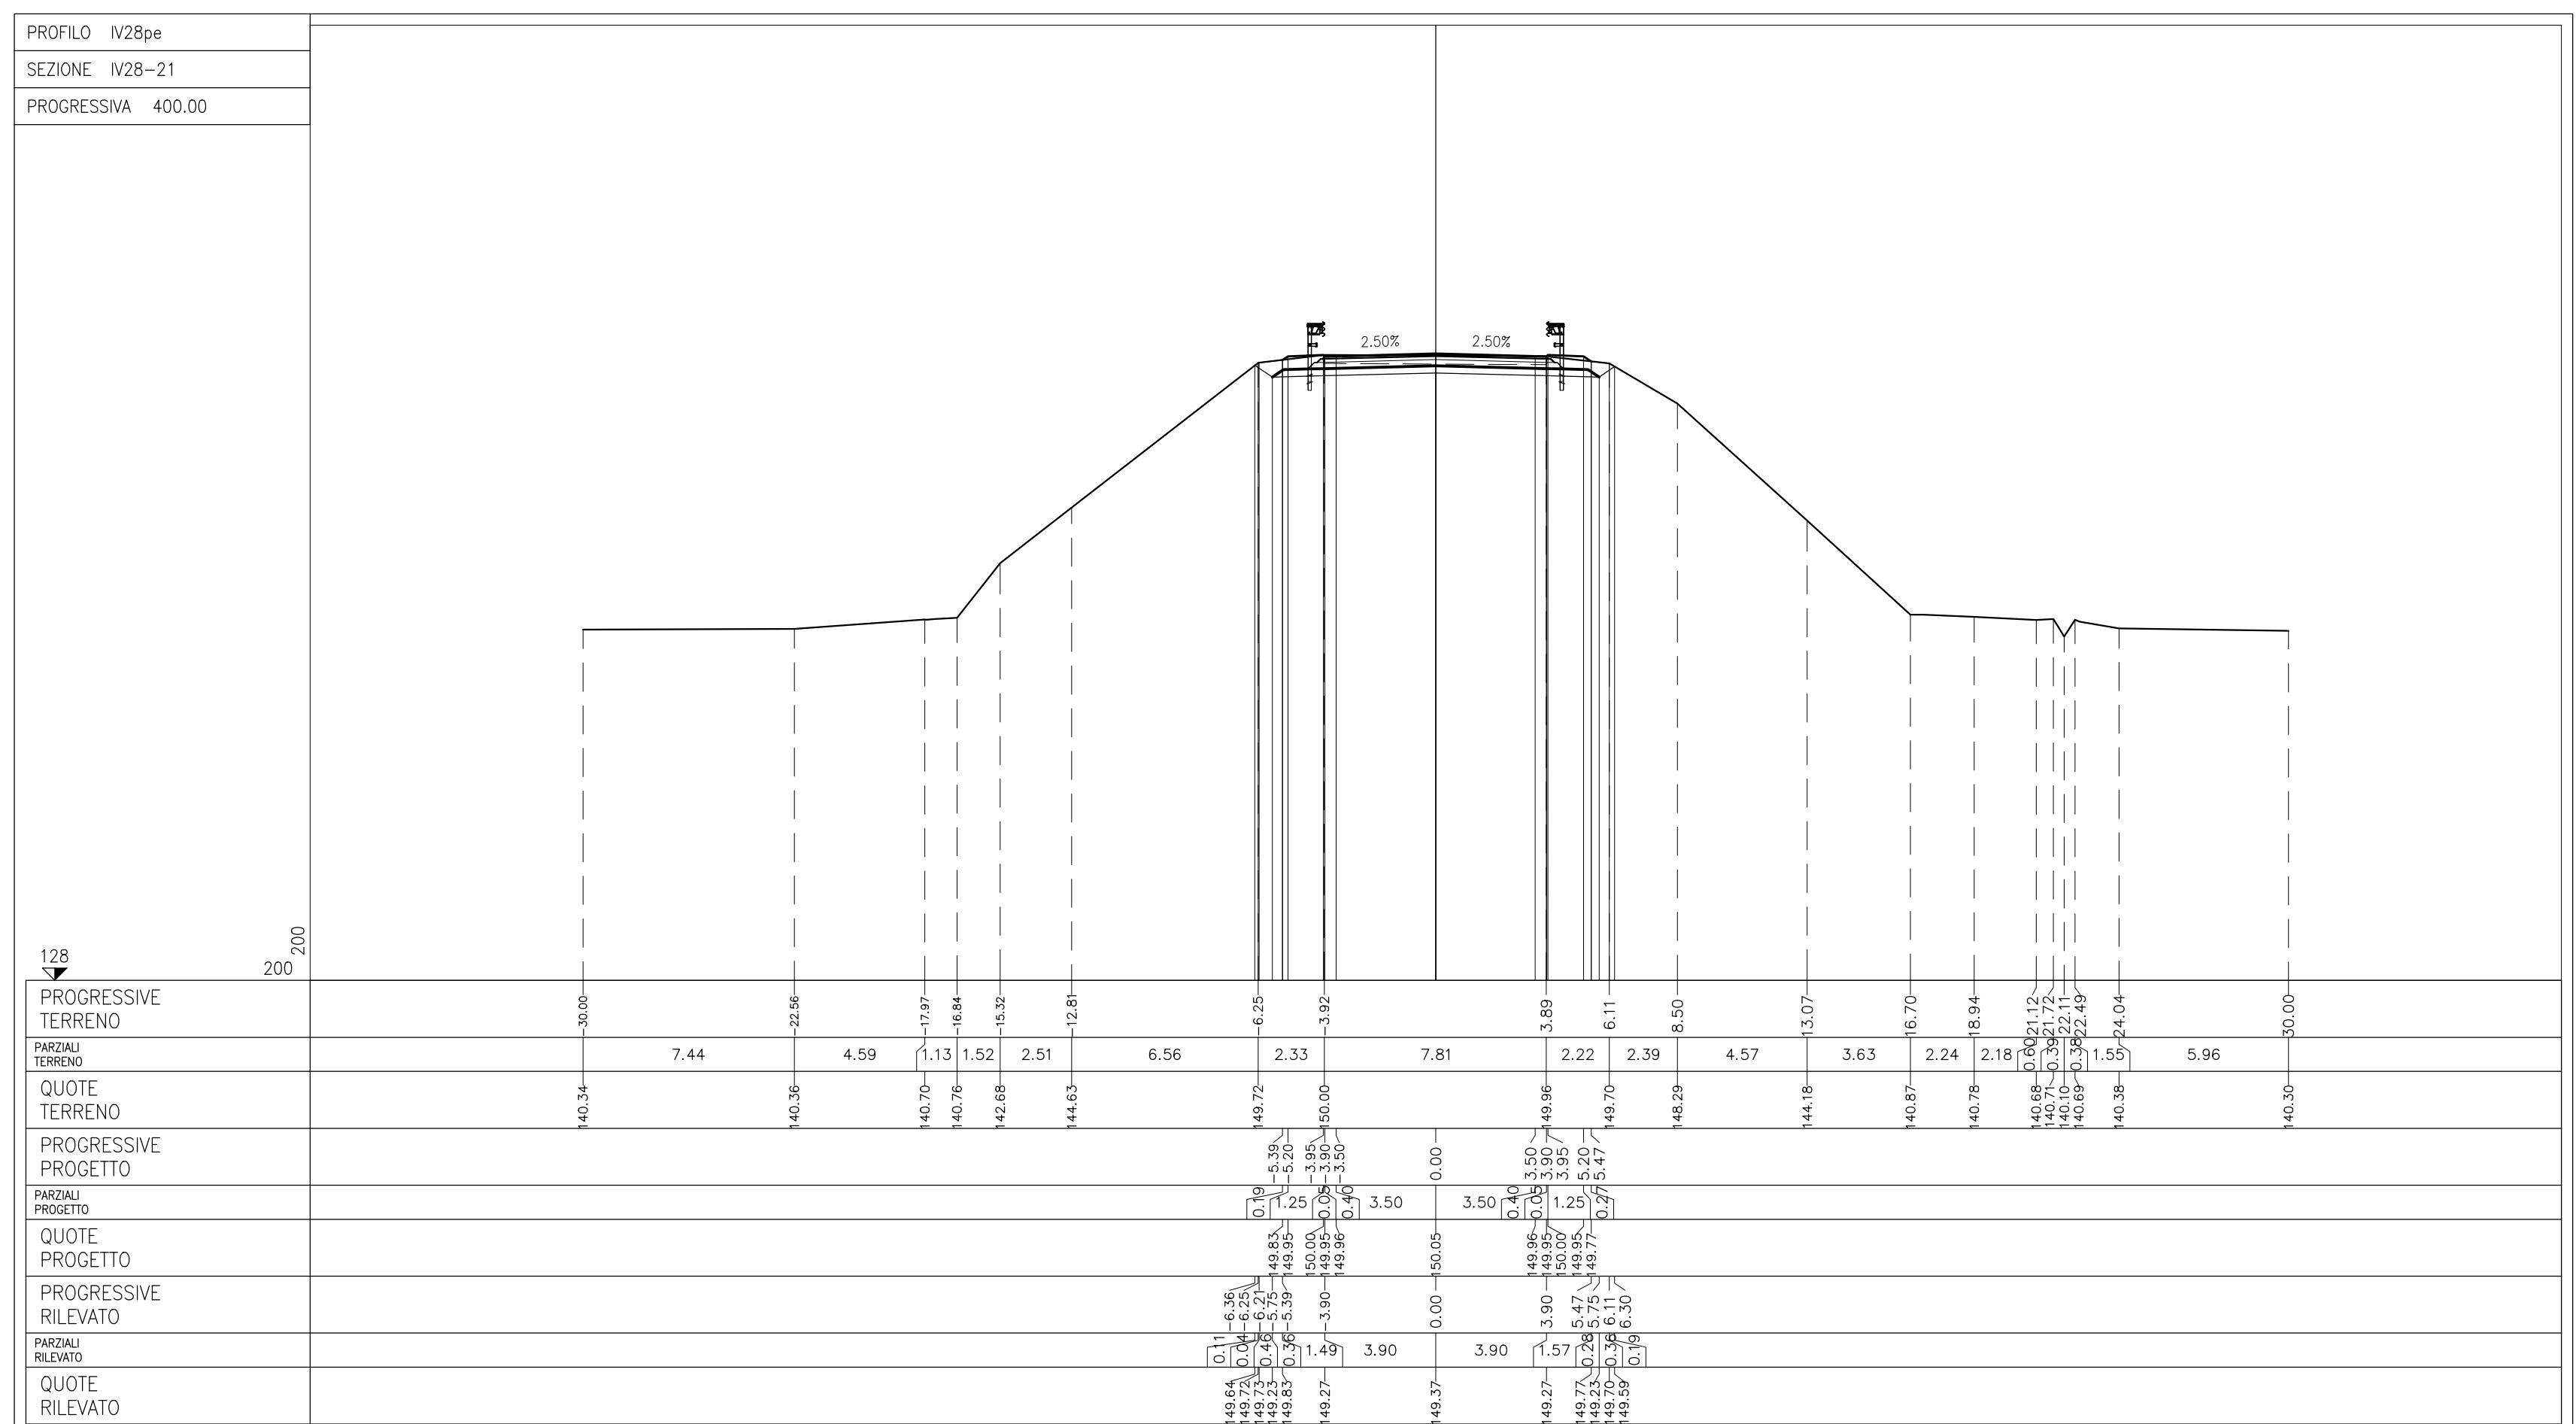 PROFILO IV28pe
SEZIONE IV28-21
PROGRESSIVA 400.00
2.50% 2.50%
128
200
200
PROGRESSIVE
TERRENO
-30.00 -22.56 -17.97 -16.84 -15.32 -12.81 -6.25 -3.92 3.89 6.11 8.50 13.07 16.70 18.94 21.12 21.72 22.11 22.49 24.04 30.00
PARZIALI
TERRENO
7.44 4.59 1.13 1.52 2.51 6.56 2.33 7.81 2.22 2.39 4.57 3.63 2.24 2.18 0.60 0.39 0.38 1.55 5.96
QUOTE
TERRENO
140.34 140.36 140.70 140.76 142.68 144.63 149.72 150.00 149.96 149.70 148.29 144.18 140.87 140.78 140.68 140.71 140.10 140.69 140.38 140.30
PROGRESSIVE
PROGETTO
-5.39 -5.20 -3.95 -3.90 -3.50 0.00 3.50 3.90 3.95 5.20 5.47
PARZIALI
PROGETTO
0.19 1.25 0.05 0.40 3.50 3.50 0.40 0.05 1.25 0.27
QUOTE
PROGETTO
149.83 149.95 150.00 149.95 149.96 150.05 149.96 149.95 150.00 149.95 149.77
PROGRESSIVE
RILEVATO
-6.36 -6.25 -6.21 -5.75 -5.39 -3.90 0.00 3.90 5.47 5.75 6.11 6.30
PARZIALI
RILEVATO
0.11 0.04 0.46 0.36 1.49 3.90 3.90 1.57 0.28 0.36 0.19
QUOTE
RILEVATO
149.64 149.72 149.73 149.23 149.83 149.27 149.37 149.27 149.77 149.23 149.70 149.59